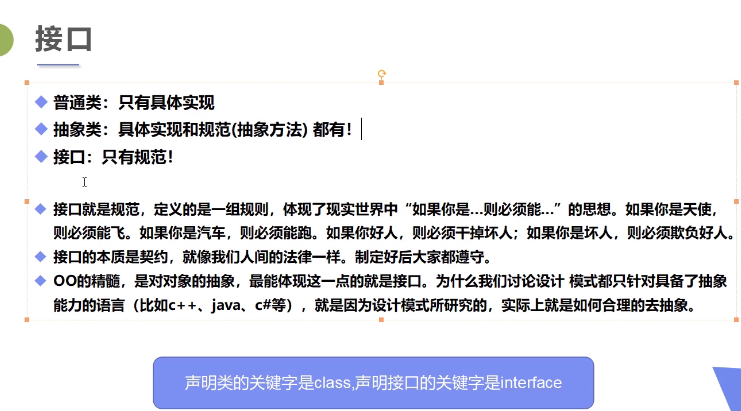 接口
普通类：只有具体实现
抽象类：具体实现和规范(抽象方法) 都有！
接口：只有规范！
接口就是规范，定义的是一组规则，体现了现实世界中“如果你是...则必须能...”的思想。如果你是天使，
则必须能飞。如果你是汽车，则必须能跑。如果你好人，则必须干掉坏人；如果你是坏人，则必须欺负好人。
接口的本质是契约，就像我们人间的法律一样。制定好后大家都遵守。
OO的精髓，是对对象的抽象，最能体现这一点的就是接口。为什么我们讨论设计 模式都只针对具备了抽象
能力的语言（比如c++、java、c#等），就是因为设计模式所研究的，实际上就是如何合理的去抽象。
声明类的关键字是class,声明接口的关键字是interface